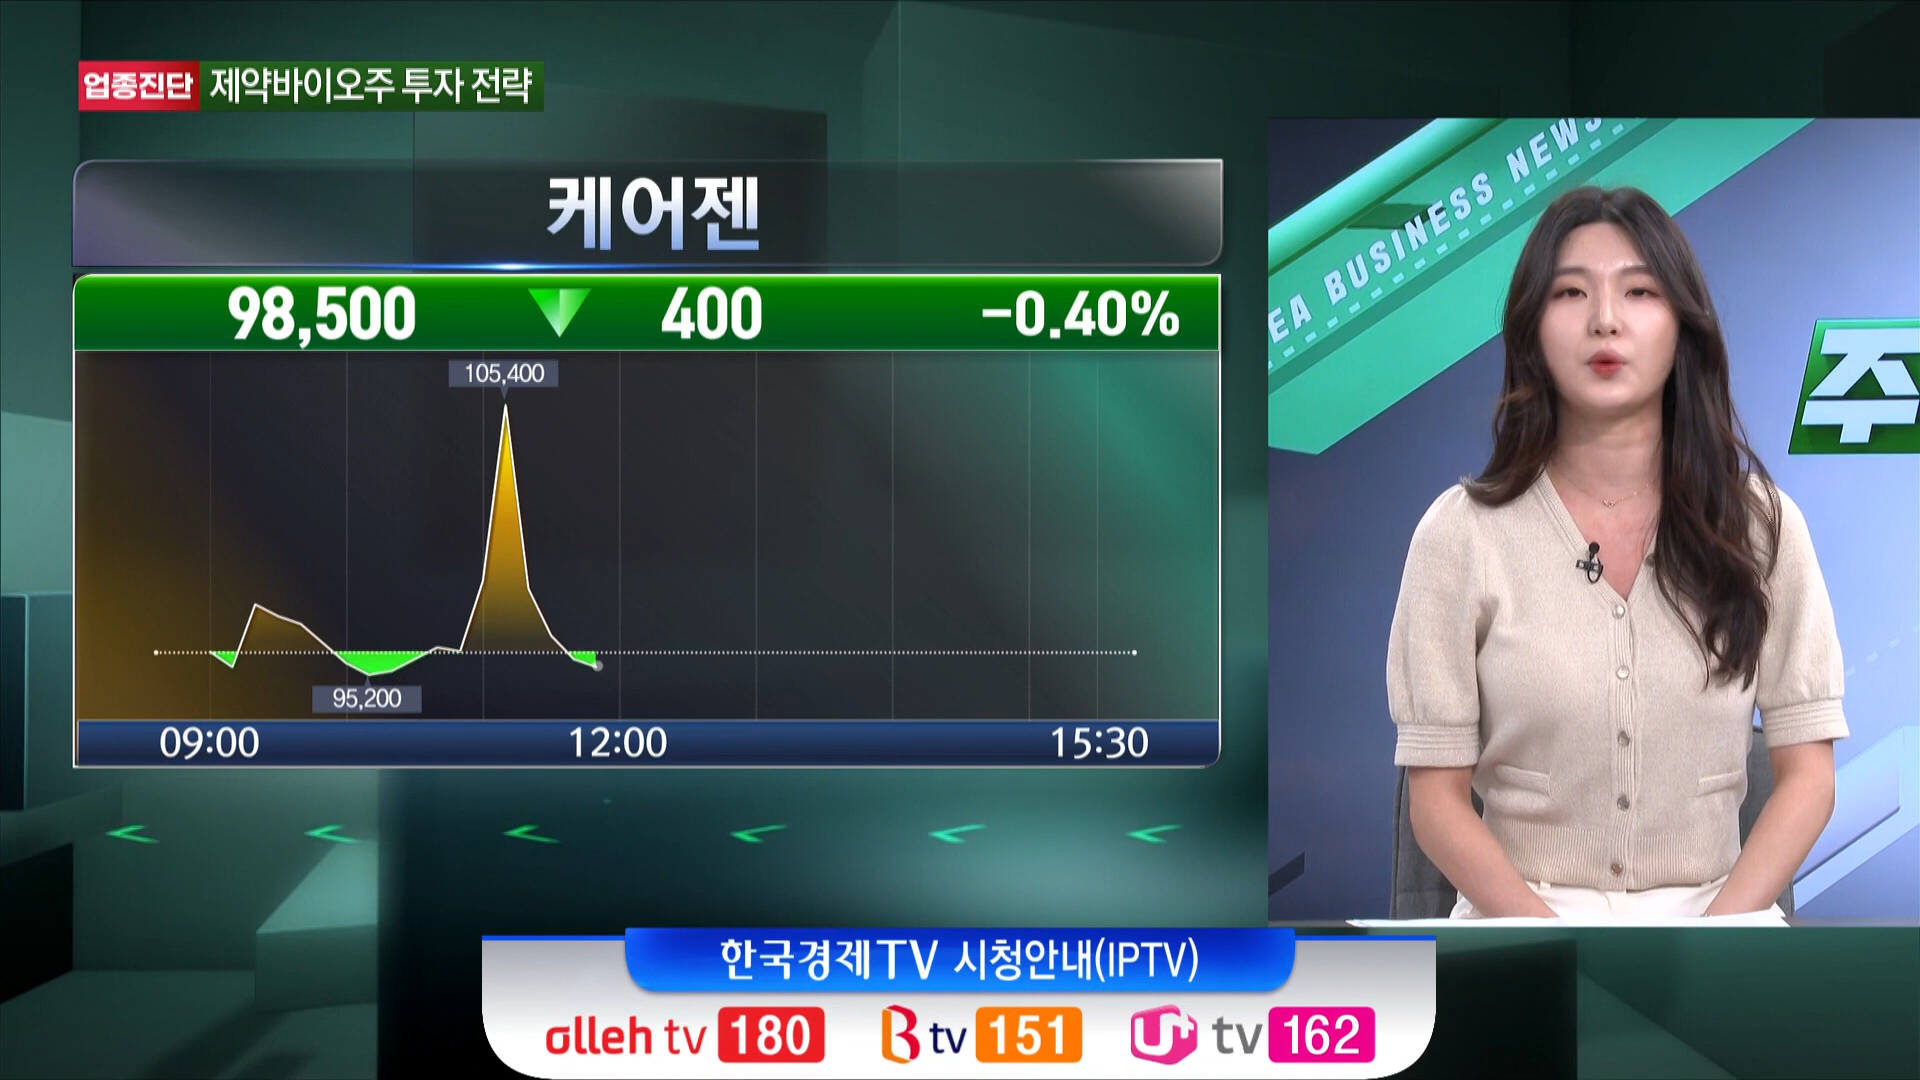 업종진단 제약바이오주 투자 전략
케어젠
98,500 400 -0.40%
105,400
95,200
09:00 12:00 15:30
EA BUSINESS NEWS
주
한국경제TV 시청안내(IPTV)
olleh tv 180 B tv 151 U+ tv 162